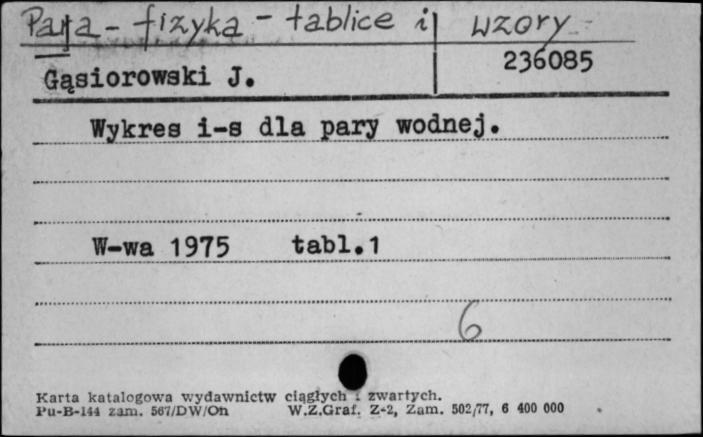 Para - fizyka - tablice i wzory
Gąsiorowski J. 236085
Wykres i-s dla pary wodnej.
W-wa 1975 tabl.1
6
Karta katalogowa wydawnictw ciągłych i zwartych.
Pu-B-144 zam. 567/DW/On W.Z.Graf. Z-2, Zam. 502/77, 6 400 000